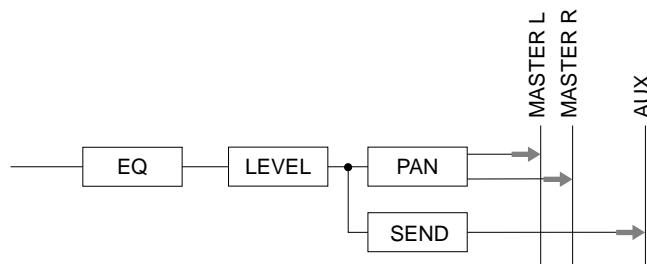 MASTER L
MASTER R
AUX
EQ
LEVEL
PAN
SEND